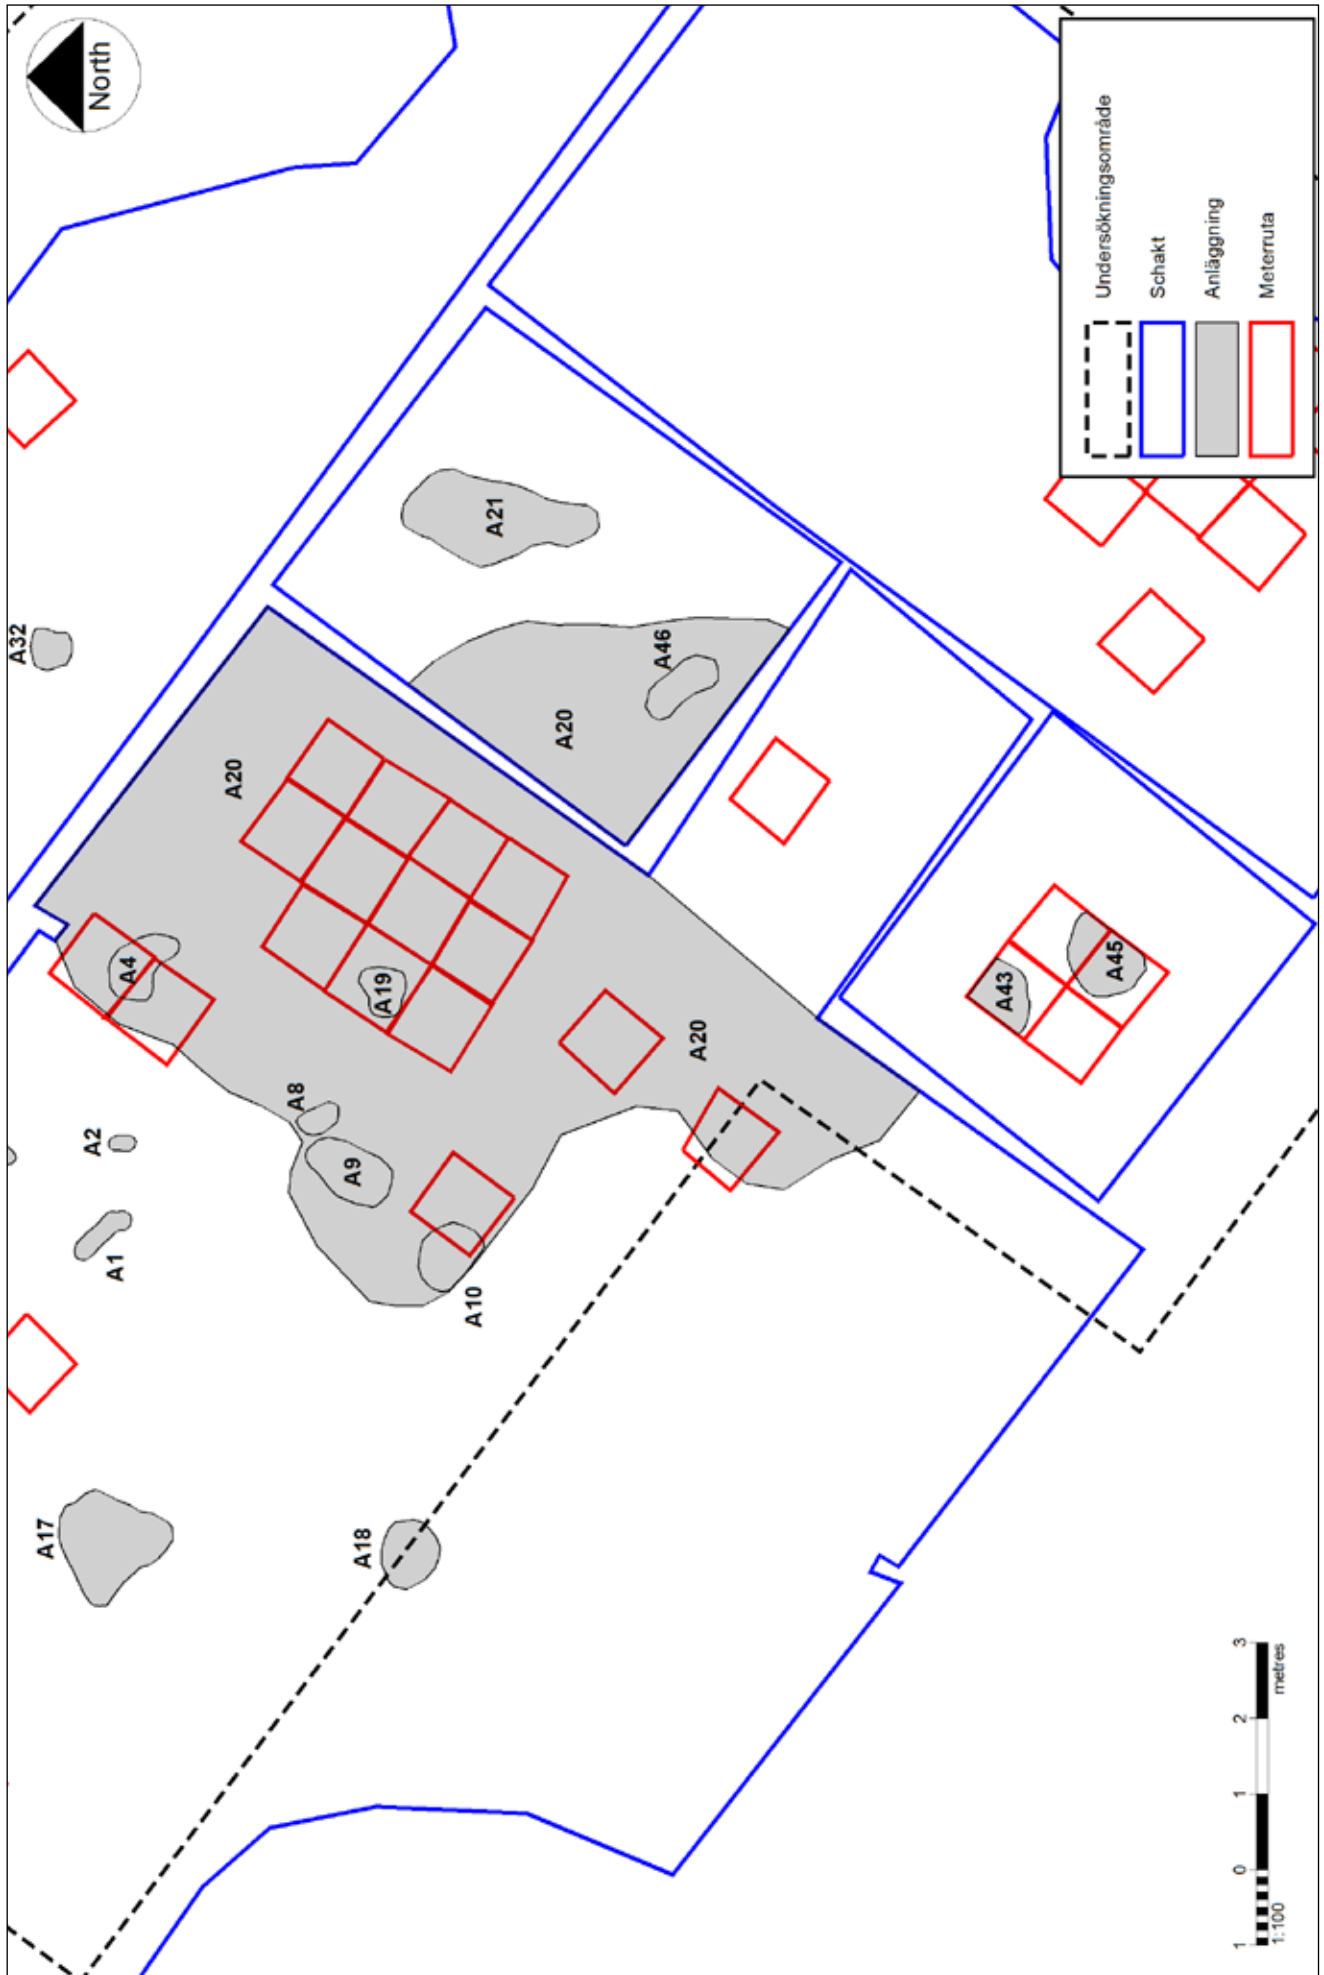 North
A32
A21
A46
A20
A20
A4
A19
A20
A8
A2
A9
A1
A10
A43
A45
A17
A18
Undersökningsområde
Schakt
Anläggning
Meterruta
1 0 1 2 3
1:100 metres